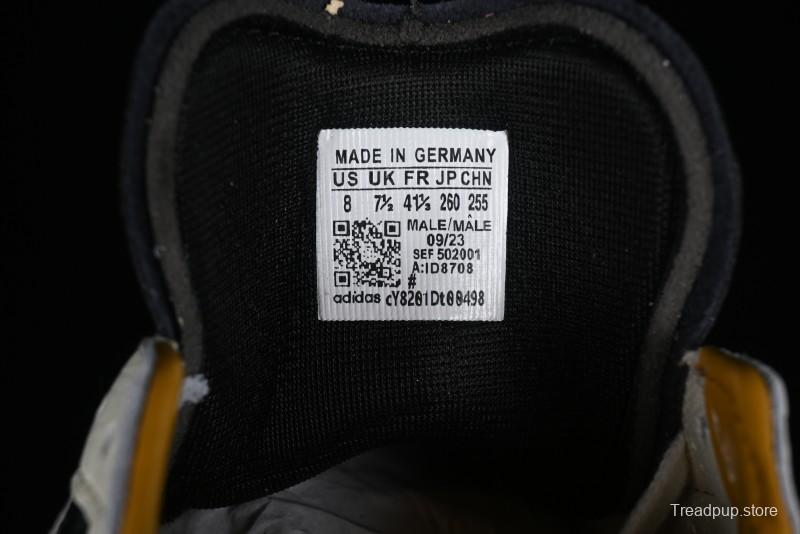 MADE IN GERMANY
US UK FR JP CHN
8 7½ 41⅓ 260 255
MALE/MÂLE
09/23
SEF 502001
A:ID8708
#
adidas cY8201Dt00498
Treadpup.store